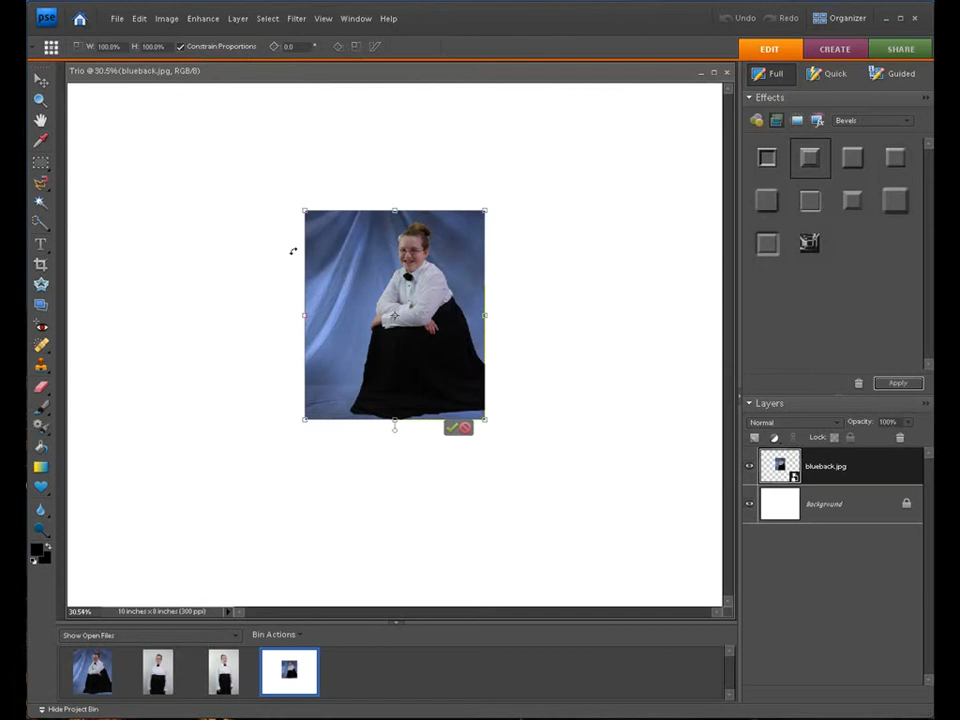 pse File Edit Image Enhance Layer Select Filter View Window Help Undo Redo Organizer
W: 100.0% H: 100.0% Constrain Proportions 0.0 ° EDIT CREATE SHARE
Trio @ 30.5%(blueback.jpg, RGB/8) Full Quick Guided
Effects
Bevels
Apply
Layers
Normal Opacity: 100%
Lock:
blueback.jpg
Background
30.54% 10 inches x 8 inches (300 ppi)
Show Open Files Bin Actions
Hide Project Bin